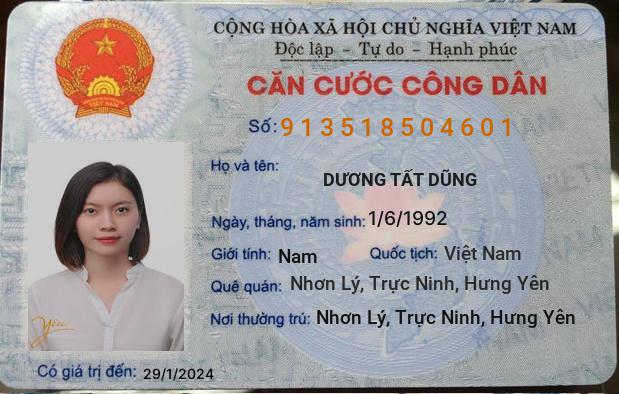 CỘNG HÒA XÃ HỘI CHỦ NGHĨA VIỆT NAM
Độc lập - Tự do - Hạnh phúc
CĂN CƯỚC CÔNG DÂN
Số: 913518504601
Họ và tên:
DƯƠNG TẤT DŨNG
Ngày, tháng, năm sinh: 1/6/1992
Giới tính: Nam Quốc tịch: Việt Nam
Quê quán: Nhơn Lý, Trực Ninh, Hưng Yên
Nơi thường trú: Nhơn Lý, Trực Ninh, Hưng Yên
Có giá trị đến: 29/1/2024
VIỆT NAM